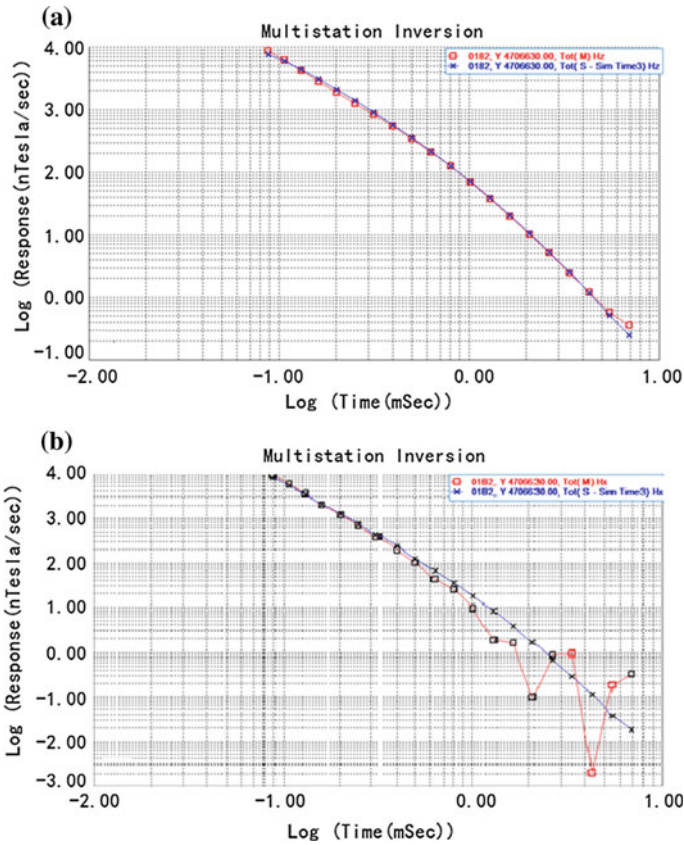 (a)
Multistation Inversion
0182, Y 4706630.00, Tot( M) Hz
0182, Y 4706630.00, Tot( S - Sim Time3) Hz
4.00
3.00
2.00
1.00
0.00
-1.00
Log (Response(nTesla/sec))
-2.00
-1.00
0.00
1.00
Log (Time(mSec))
(b)
Multistation Inversion
01B2, Y 4706630.00, Tot( M) Hx
01B2, Y 4706630.00, Tot( S - Sim Time3) Hx
4.00
3.00
2.00
1.00
0.00
-1.00
-2.00
-3.00
Log (Response(nTesla/sec))
-2.00
-1.00
0.00
1.00
Log (Time(mSec))